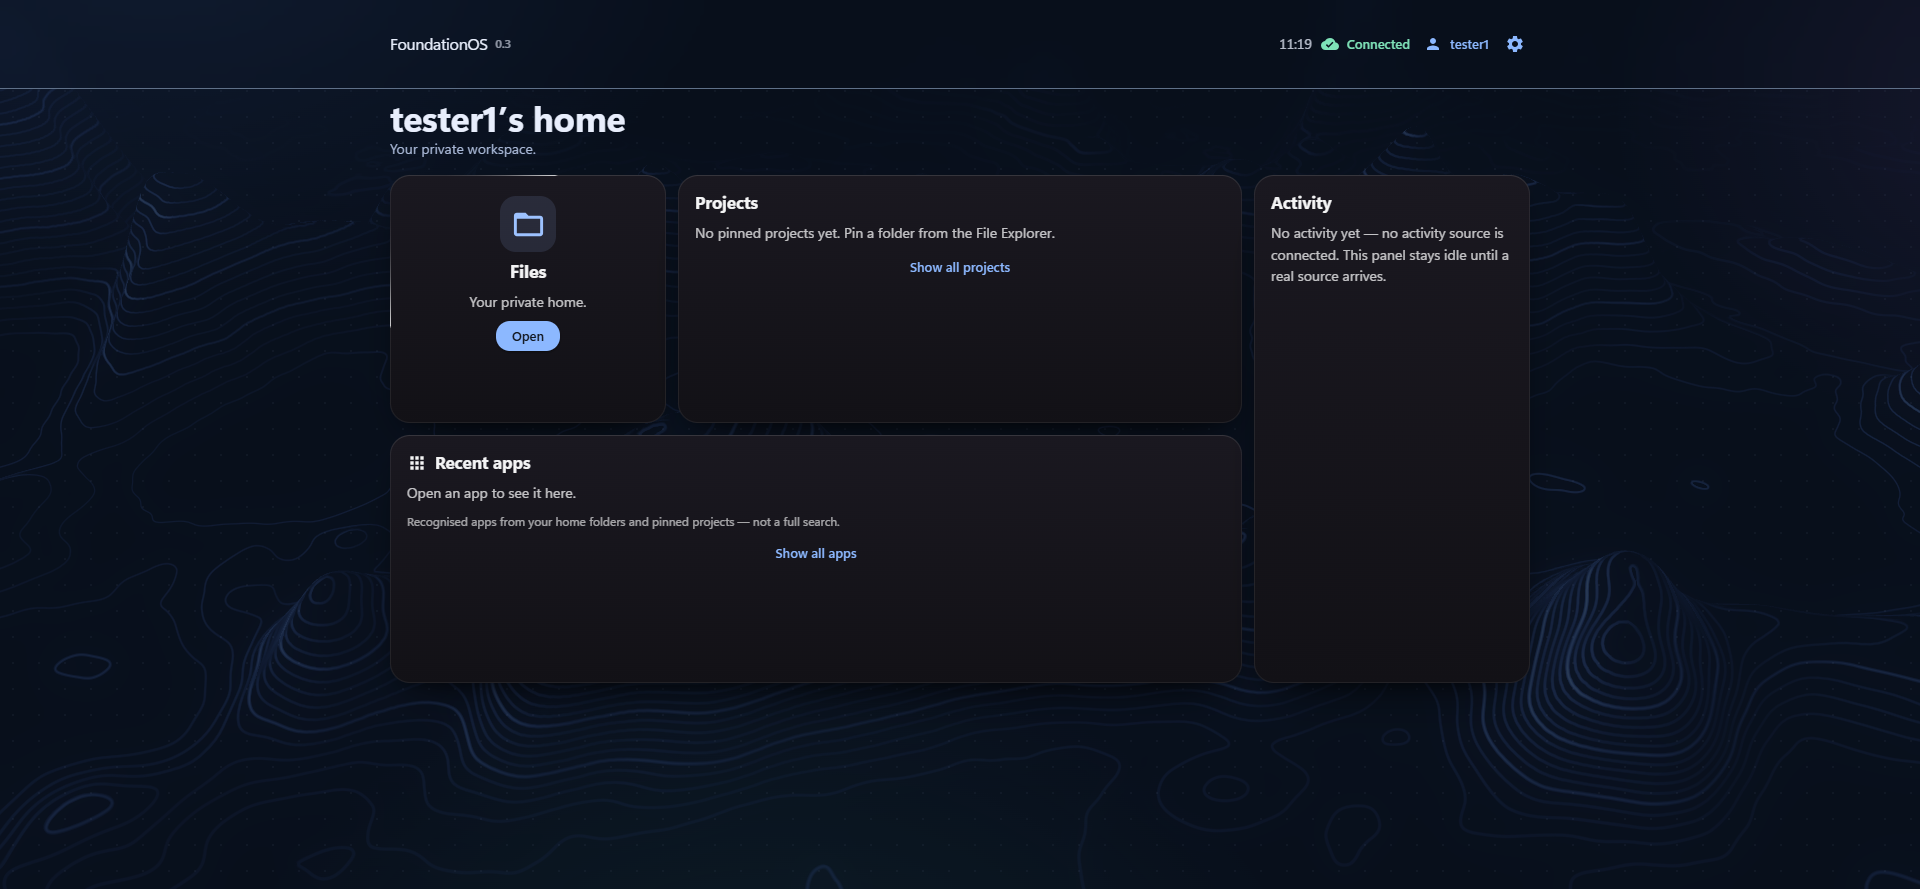 FoundationOS 0.3
11:19 Connected tester1
tester1’s home
Your private workspace.
Files
Your private home.
Open
Projects
No pinned projects yet. Pin a folder from the File Explorer.
Show all projects
Activity
No activity yet — no activity source is
connected. This panel stays idle until a
real source arrives.
Recent apps
Open an app to see it here.
Recognised apps from your home folders and pinned projects — not a full search.
Show all apps